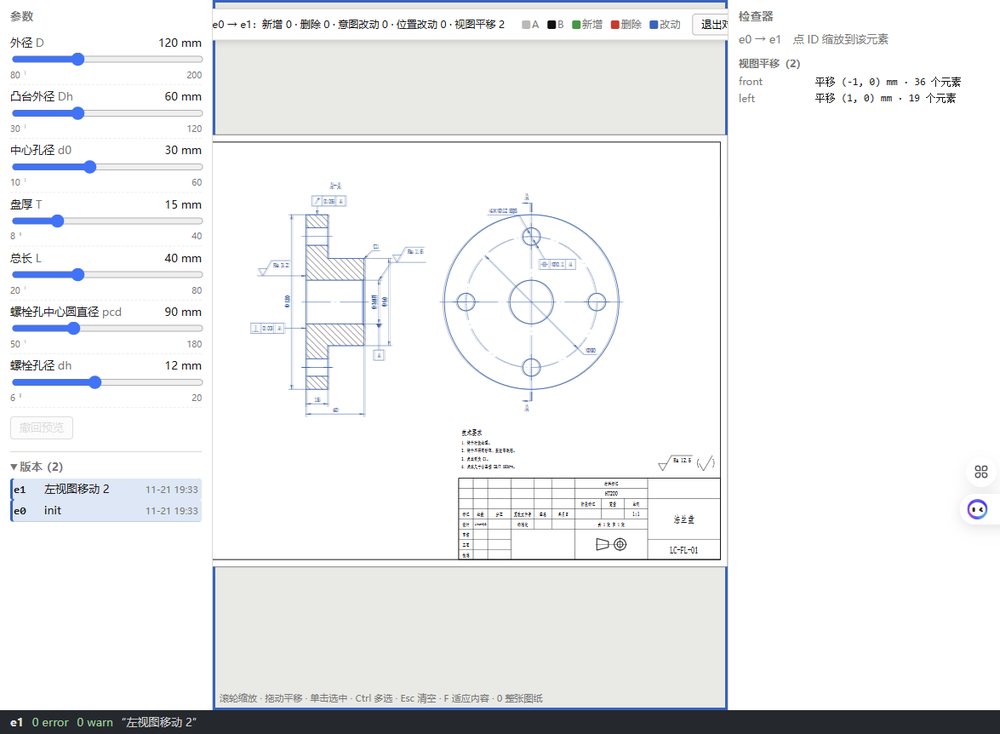 参数
外径 D 120 mm
80 200
凸台外径 Dh 60 mm
30 120
中心孔径 d0 30 mm
10 60
盘厚 T 15 mm
8 40
总长 L 40 mm
20 80
螺栓孔中心圆直径 pcd 90 mm
50 180
螺栓孔径 dh 12 mm
6 20
撤回预览
▼版本 (2)
e1 左视图移动 2 11-21 19:33
e0 init 11-21 19:33
e0 → e1: 新增 0 · 删除 0 · 意图改动 0 · 位置改动 0 · 视图平移 2 A B 新增 删除 改动 退出
A-A
A
A
A
技术要求
Ra 12.5
HT200
1:1
法兰盘
LC-FL-01
滚轮缩放 · 拖动平移 · 单击选中 · Ctrl 多选 · Esc 清空 · F 适应内容 · 0 整张图纸
检查器
e0 → e1 点 ID 缩放到该元素
视图平移 (2)
front 平移 (-1, 0) mm · 36 个元素
left 平移 (1, 0) mm · 19 个元素
e1 0 error 0 warn “左视图移动 2”